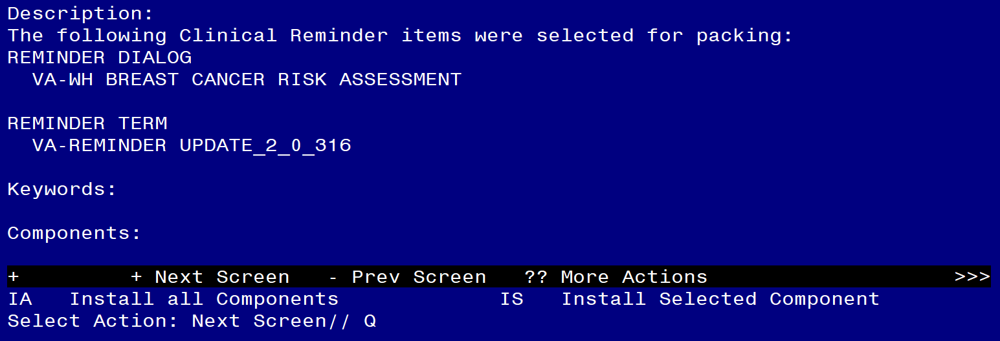 Description:
The following Clinical Reminder items were selected for packing:
REMINDER DIALOG
  VA-WH BREAST CANCER RISK ASSESSMENT
REMINDER TERM
  VA-REMINDER UPDATE_2_0_316
Keywords:
Components:
+         + Next Screen   - Prev Screen   ?? More Actions                    >>>
IA   Install all Components             IS   Install Selected Component
Select Action: Next Screen// Q